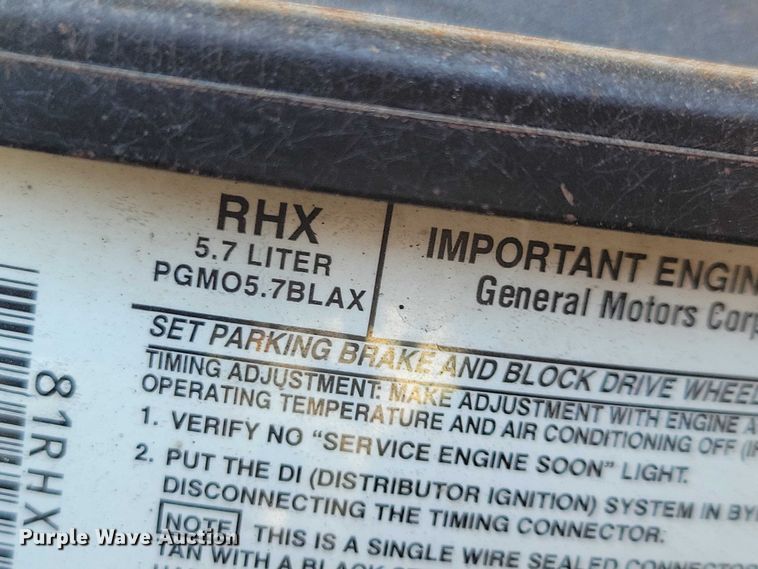 RHX
5.7 LITER
PGMO5.7BLAX
IMPORTANT ENGIN
General Motors Corp
SET PARKING BRAKE AND BLOCK DRIVE WHEEL
TIMING ADJUSTMENT: MAKE ADJUSTMENT WITH ENGINE A
OPERATING TEMPERATURE AND AIR CONDITIONING OFF (IF
1. VERIFY NO "SERVICE ENGINE SOON" LIGHT.
2. PUT THE DI (DISTRIBUTOR IGNITION) SYSTEM IN BY
DISCONNECTING THE TIMING CONNECTOR.
NOTE THIS IS A SINGLE WIRE SEALED CONNECTOR
TAN WITH A BLACK
81RHX
Purple Wave Auction